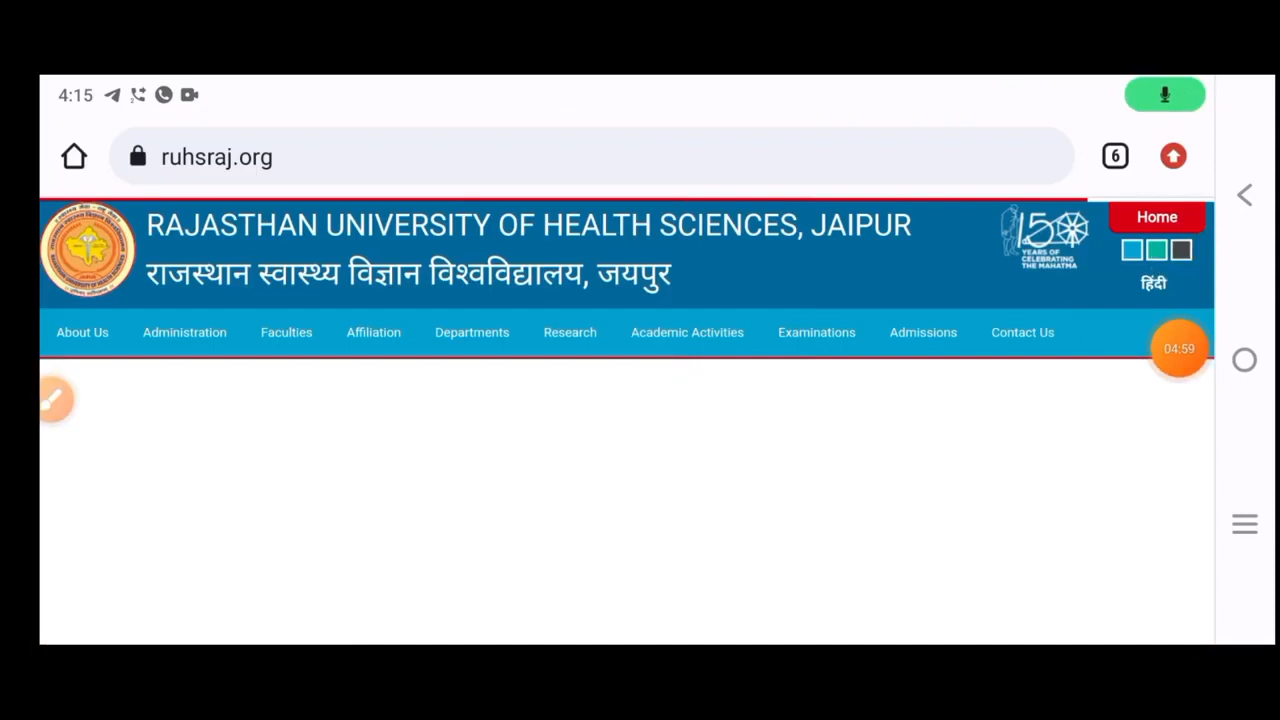 4:15
ruhsraj.org
6
RAJASTHAN UNIVERSITY OF HEALTH SCIENCES, JAIPUR
राजस्थान स्वास्थ्य विज्ञान विश्वविद्यालय, जयपुर
150
YEARS OF
CELEBRATING
THE MAHATMA
Home
हिंदी
About Us Administration Faculties Affiliation Departments Research Academic Activities Examinations Admissions Contact Us
04:59